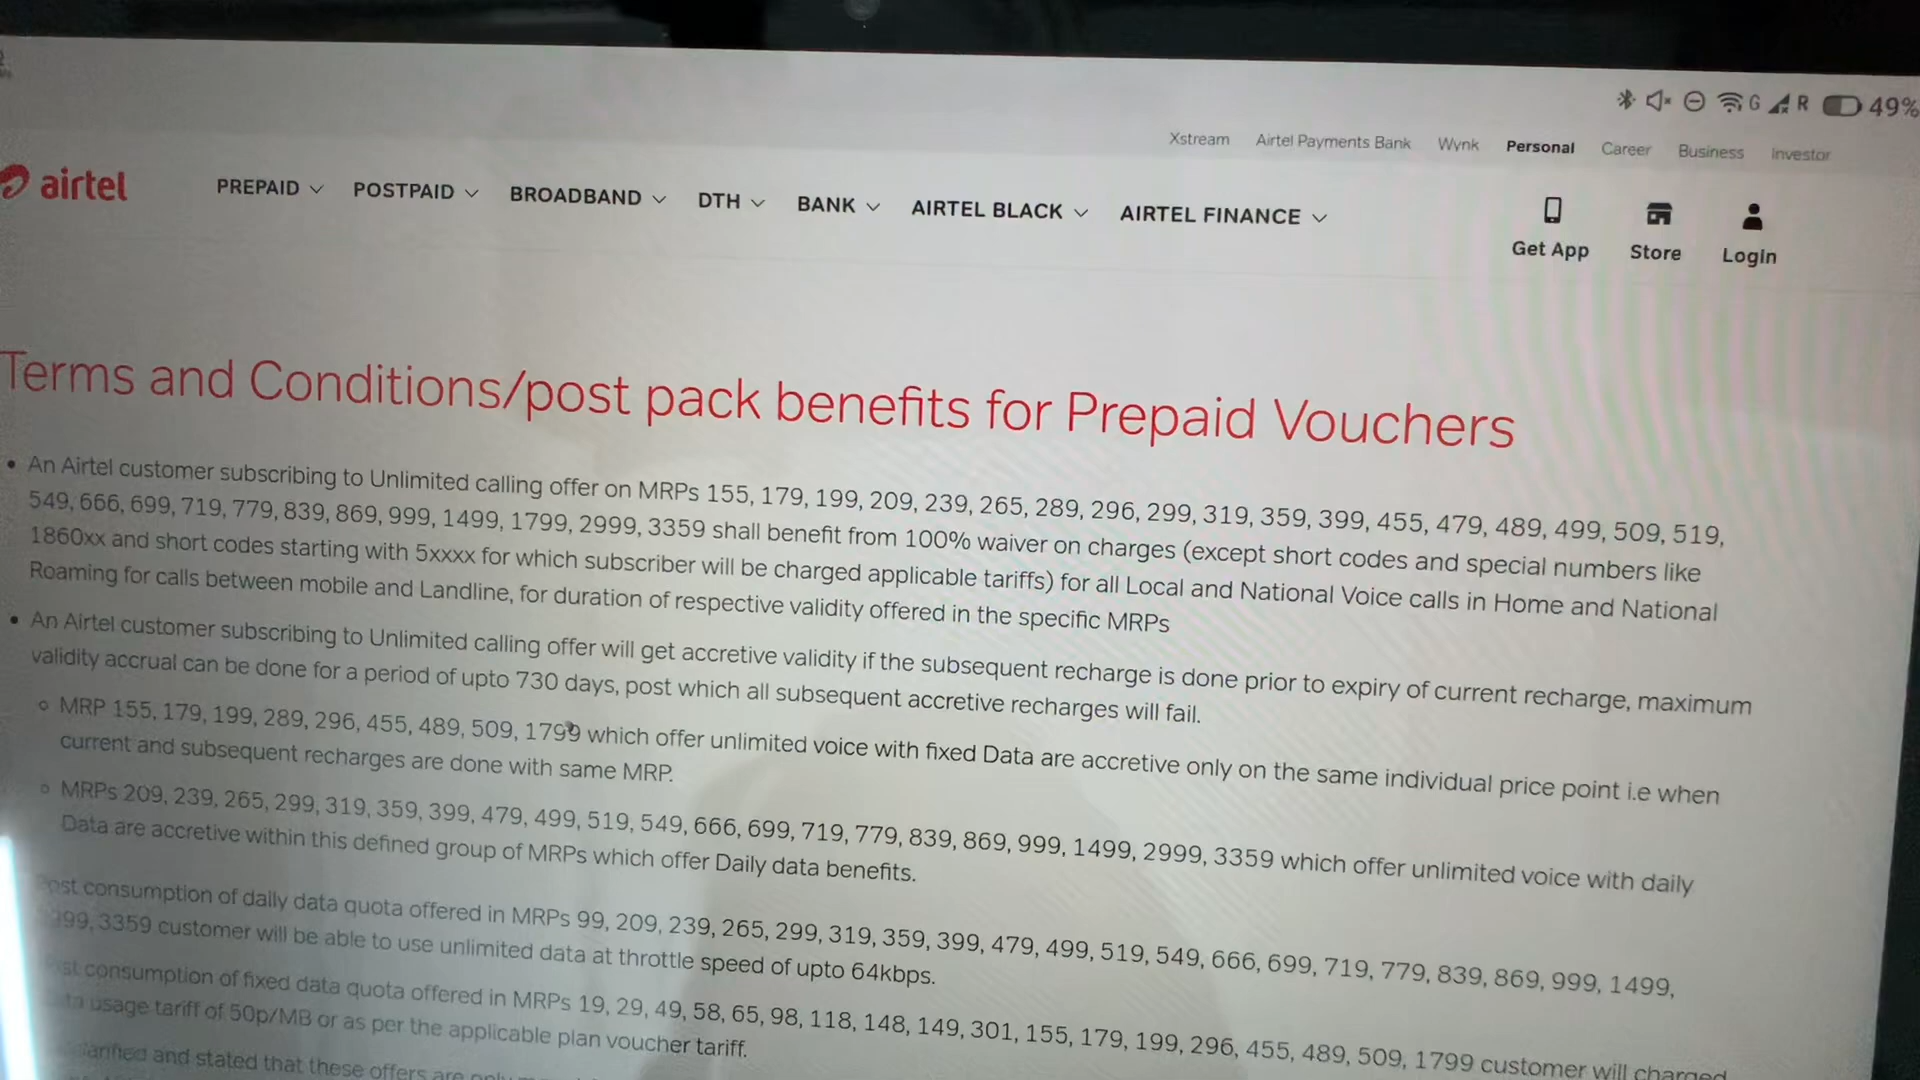 49%
Xstream Airtel Payments Bank Wynk Personal Career Business Investor
airtel PREPAID POSTPAID BROADBAND DTH BANK AIRTEL BLACK AIRTEL FINANCE
Get App Store Login
Terms and Conditions/post pack benefits for Prepaid Vouchers
• An Airtel customer subscribing to Unlimited calling offer on MRPs 155, 179, 199, 209, 239, 265, 289, 296, 299, 319, 359, 399, 455, 479, 489, 499, 509, 519,
549, 666, 699, 719, 779, 839, 869, 999, 1499, 1799, 2999, 3359 shall benefit from 100% waiver on charges (except short codes and special numbers like
1860xx and short codes starting with 5xxxx for which subscriber will be charged applicable tariffs) for all Local and National Voice calls in Home and National
Roaming for calls between mobile and Landline, for duration of respective validity offered in the specific MRPs
• An Airtel customer subscribing to Unlimited calling offer will get accretive validity if the subsequent recharge is done prior to expiry of current recharge, maximum
validity accrual can be done for a period of upto 730 days, post which all subsequent accretive recharges will fail.
◦ MRP 155, 179, 199, 289, 296, 455, 489, 509, 1799 which offer unlimited voice with fixed Data are accretive only on the same individual price point i.e when
current and subsequent recharges are done with same MRP.
◦ MRPs 209, 239, 265, 299, 319, 359, 399, 479, 499, 519, 549, 666, 699, 719, 779, 839, 869, 999, 1499, 2999, 3359 which offer unlimited voice with daily
Data are accretive within this defined group of MRPs which offer Daily data benefits.
Post consumption of daily data quota offered in MRPs 99, 209, 239, 265, 299, 319, 359, 399, 479, 499, 519, 549, 666, 699, 719, 779, 839, 869, 999, 1499,
3359 customer will be able to use unlimited data at throttle speed of upto 64kbps.
consumption of fixed data quota offered in MRPs 19, 29, 49, 58, 65, 98, 118, 148, 149, 301, 155, 179, 199, 296, 455, 489, 509, 1799 customer will charged
usage tariff of 50p/MB or as per the applicable plan voucher tariff.
and stated that these offers are